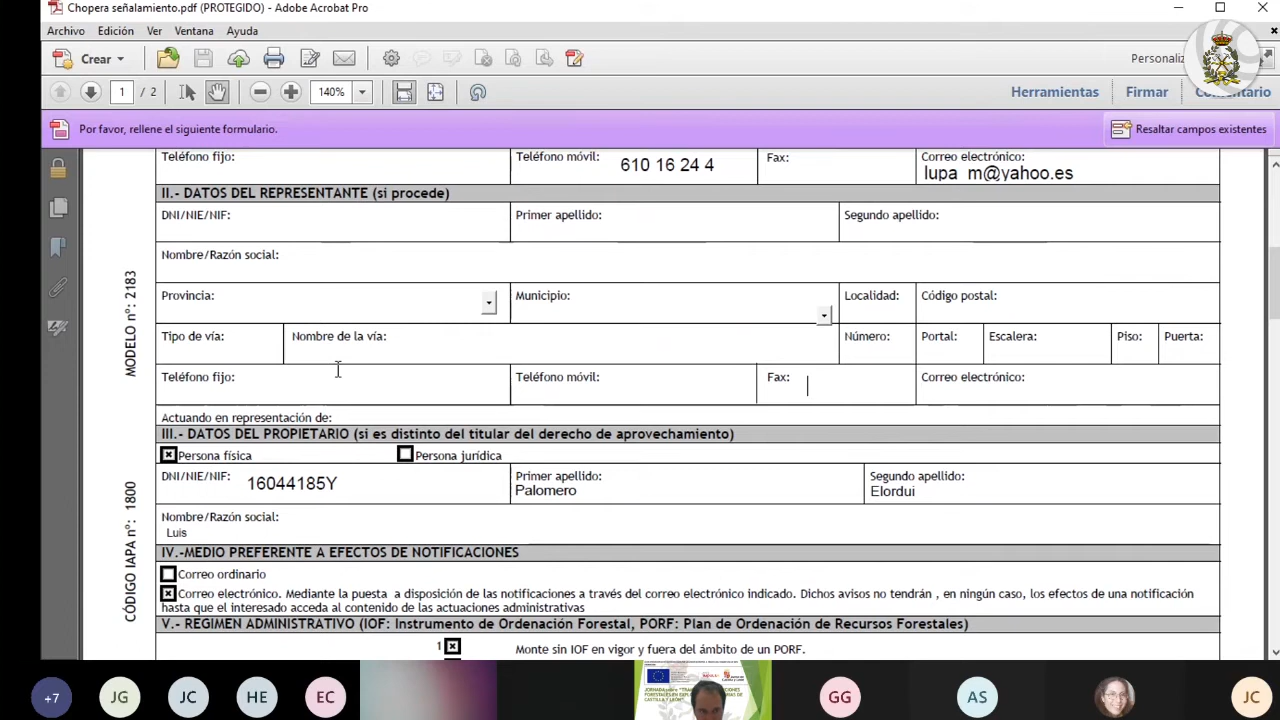 Chopera señalamiento.pdf (PROTEGIDO) - Adobe Acrobat Pro
Archivo Edición Ver Ventana Ayuda
Crear
1 / 2 140% Herramientas Firmar Comentario
Por favor, rellene el siguiente formulario. Resaltar campos existentes
Teléfono fijo: Teléfono móvil: 610 16 24 4 Fax: Correo electrónico: lupa m@yahoo.es
II.- DATOS DEL REPRESENTANTE (si procede)
DNI/NIE/NIF: Primer apellido: Segundo apellido:
Nombre/Razón social:
Provincia: Municipio: Localidad: Código postal:
Tipo de vía: Nombre de la vía: Número: Portal: Escalera: Piso: Puerta:
Teléfono fijo: Teléfono móvil: Fax: Correo electrónico:
Actuando en representación de:
III.- DATOS DEL PROPIETARIO (si es distinto del titular del derecho de aprovechamiento)
Persona física Persona jurídica
DNI/NIE/NIF: 16044185Y Primer apellido: Palomero Segundo apellido: Elordui
Nombre/Razón social:
Luis
IV.-MEDIO PREFERENTE A EFECTOS DE NOTIFICACIONES
Correo ordinario
Correo electrónico. Mediante la puesta a disposición de las notificaciones a través del correo electrónico indicado. Dichos avisos no tendrán , en ningún caso, los efectos de una notificación
hasta que el interesado acceda al contenido de las actuaciones administrativas
V.- REGIMEN ADMINISTRATIVO (IOF: Instrumento de Ordenación Forestal, PORF: Plan de Ordenación de Recursos Forestales)
1 Monte sin IOF en vigor y fuera del ámbito de un PORF.
MODELO nº: 2183
CÓDIGO IAPA nº: 1800
+7 JG JC HE EC GG AS JC